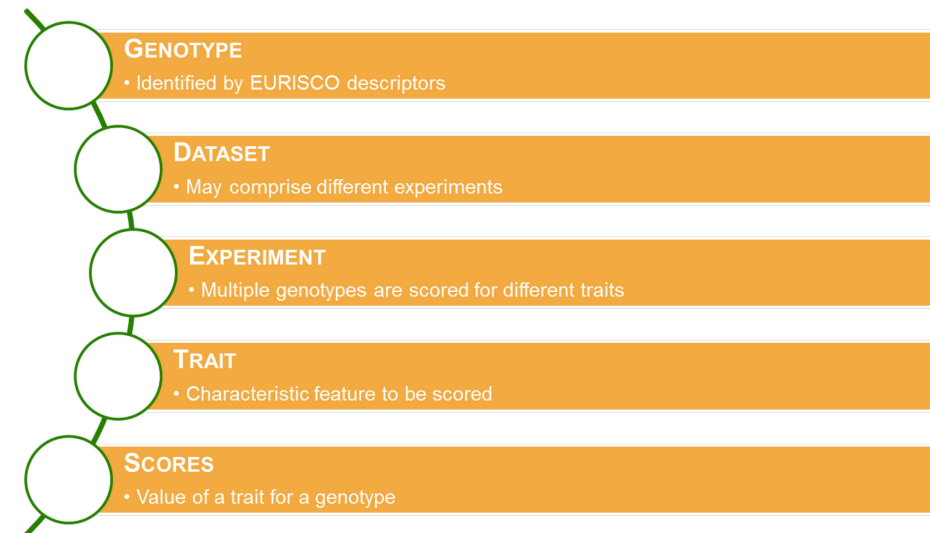 GENOTYPE
• Identified by EURISCO descriptors
DATASET
• May comprise different experiments
EXPERIMENT
• Multiple genotypes are scored for different traits
TRAIT
• Characteristic feature to be scored
SCORES
• Value of a trait for a genotype